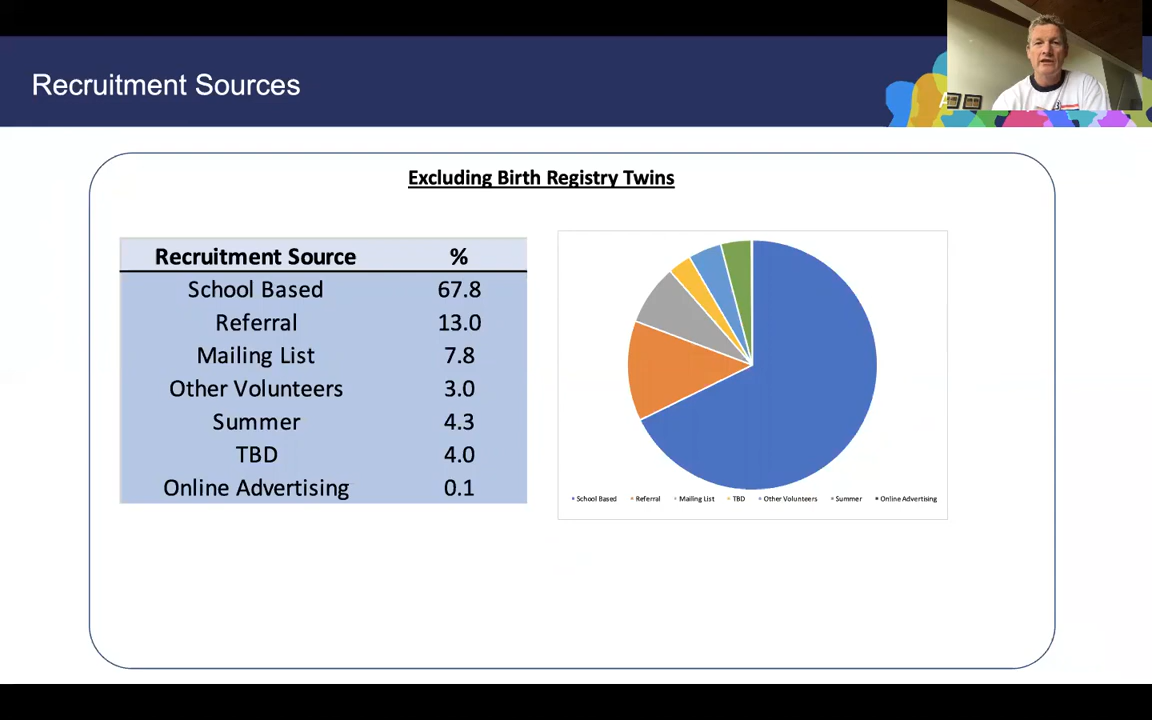 Recruitment Sources
Excluding Birth Registry Twins
Recruitment Source %
School Based 67.8
Referral 13.0
Mailing List 7.8
Other Volunteers 3.0
Summer 4.3
TBD 4.0
Online Advertising 0.1
School Based Referral Mailing List TBD Other Volunteers Summer Online Advertising